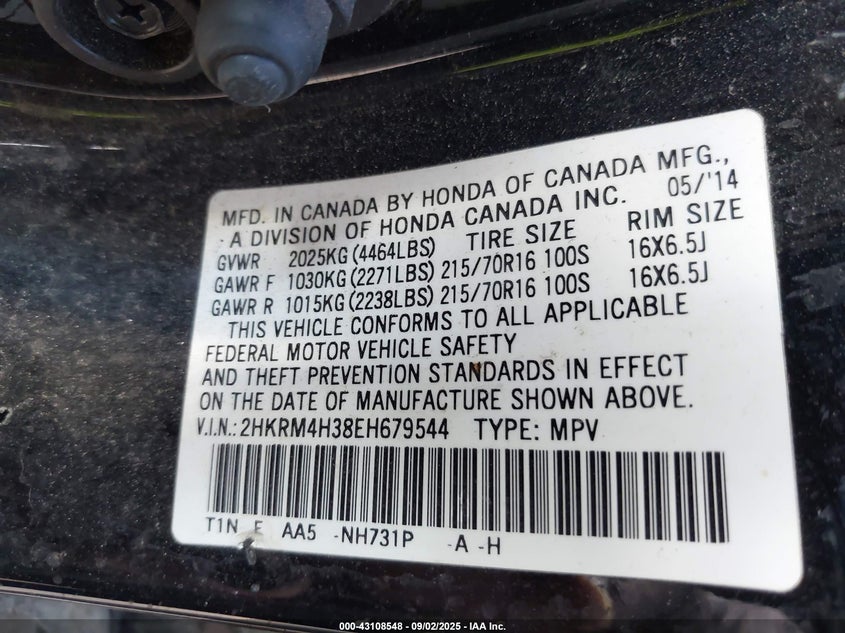 MFD. IN CANADA BY HONDA OF CANADA MFG.,
A DIVISION OF HONDA CANADA INC. 05/'14
GVWR 2025KG (4464LBS) TIRE SIZE RIM SIZE
GAWR F 1030KG (2271LBS) 215/70R16 100S 16X6.5J
GAWR R 1015KG (2238LBS) 215/70R16 100S 16X6.5J
THIS VEHICLE CONFORMS TO ALL APPLICABLE
FEDERAL MOTOR VEHICLE SAFETY
AND THEFT PREVENTION STANDARDS IN EFFECT
ON THE DATE OF MANUFACTURE SHOWN ABOVE.
V.I.N.: 2HKRM4H38EH679544 TYPE: MPV
T1N E AA5 -NH731P -A -H
000-43108548 - 09/02/2025 - IAA Inc.